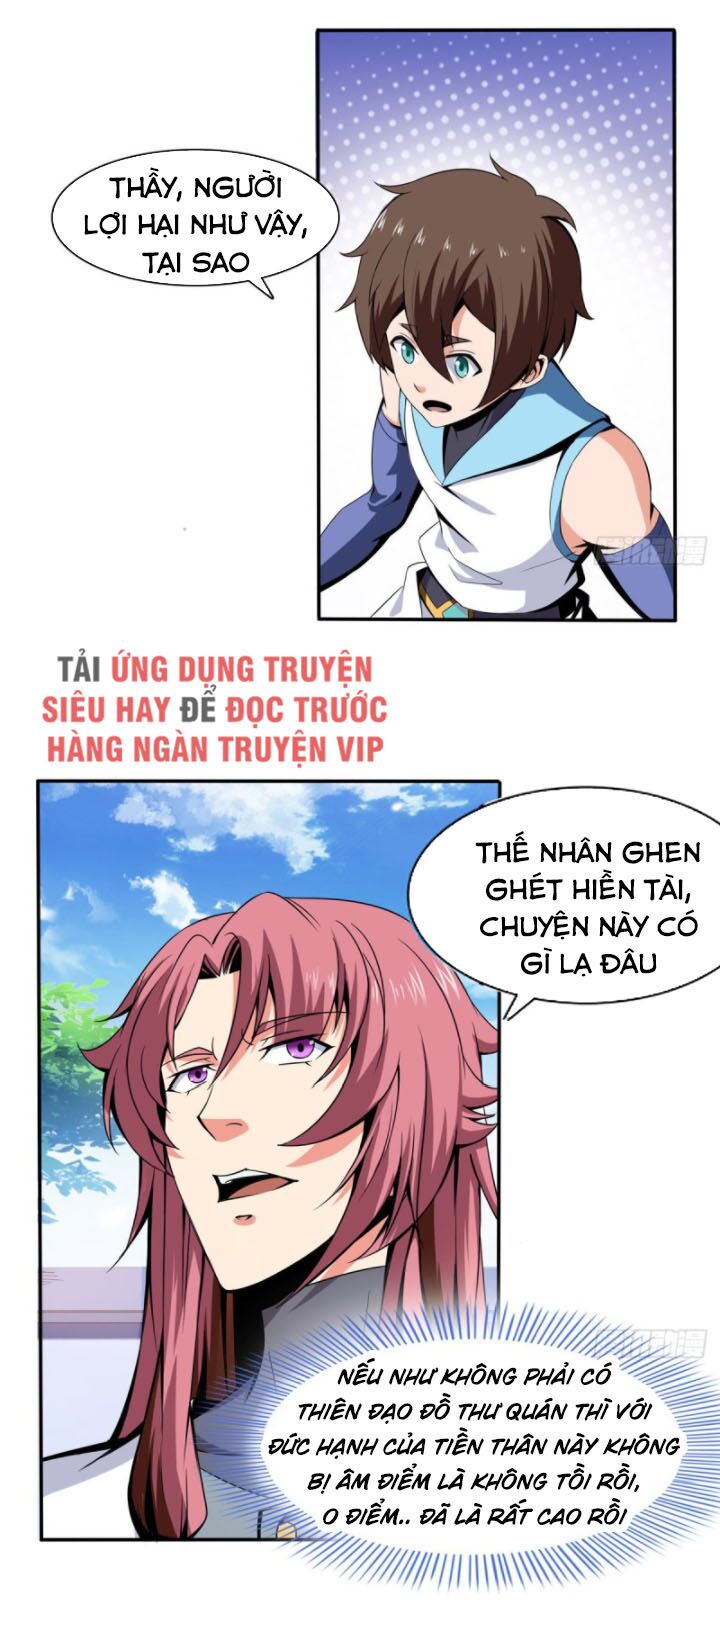 THẦY, NGƯỜI
LỢI HẠI NHƯ VẬY,
TẠI SAO
TẢI ỨNG DỤNG TRUYỆN
SIÊU HAY ĐỂ ĐỌC TRƯỚC
HÀNG NGÀN TRUYỆN VIP
THẾ NHÂN GHEN
GHÉT HIỀN TÀI,
CHUYỆN NÀY CÓ
GÌ LẠ ĐÂU
NẾU NHƯ KHÔNG PHẢI CÓ
THIÊN ĐẠO ĐỒ THƯ QUÁN THÌ VỚI
ĐỨC HẠNH CỦA TIỀN THÂN NÀY KHÔNG
BỊ ÂM ĐIỂM LÀ KHÔNG TỒI RỒI,
0 ĐIỂM.. ĐÃ LÀ RẤT CAO RỒI